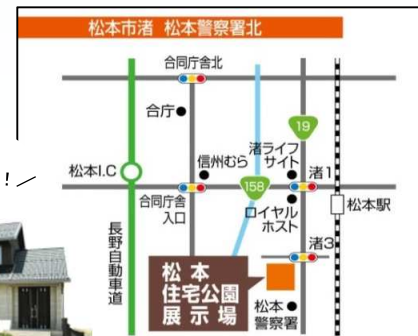 松本市渚 松本警察署北
合同庁舎北
合庁
19
渚ライフ
サイト
信州むら
渚1
松本I.C
158
合同庁舎
入口
ロイヤル
ホスト
松本駅
長野自動車道
渚3
松本
住宅公園
展示場
松本
警察署
!